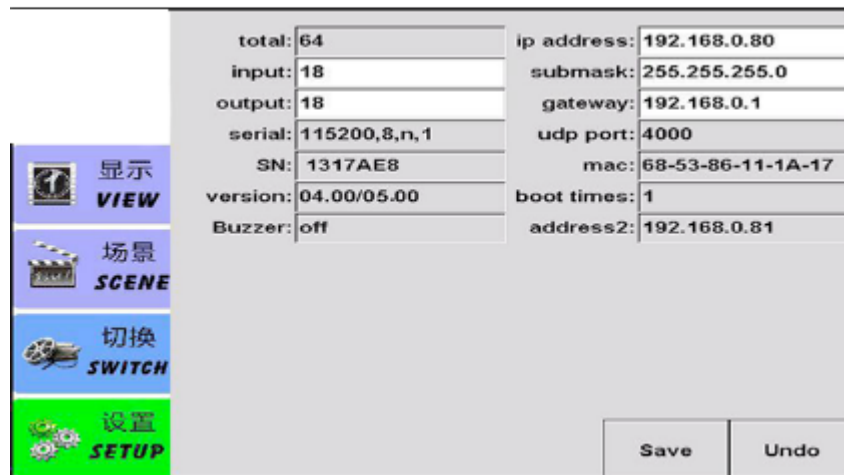 total: 64
input: 18
output: 18
serial: 115200,8,n,1
SN: 1317AE8
version: 04.00/05.00
Buzzer: off
ip address: 192.168.0.80
submask: 255.255.255.0
gateway: 192.168.0.1
udp port: 4000
mac: 68-53-86-11-1A-17
boot times: 1
address2: 192.168.0.81
显示
VIEW
场景
SCENE
切换
SWITCH
设置
SETUP
Save
Undo